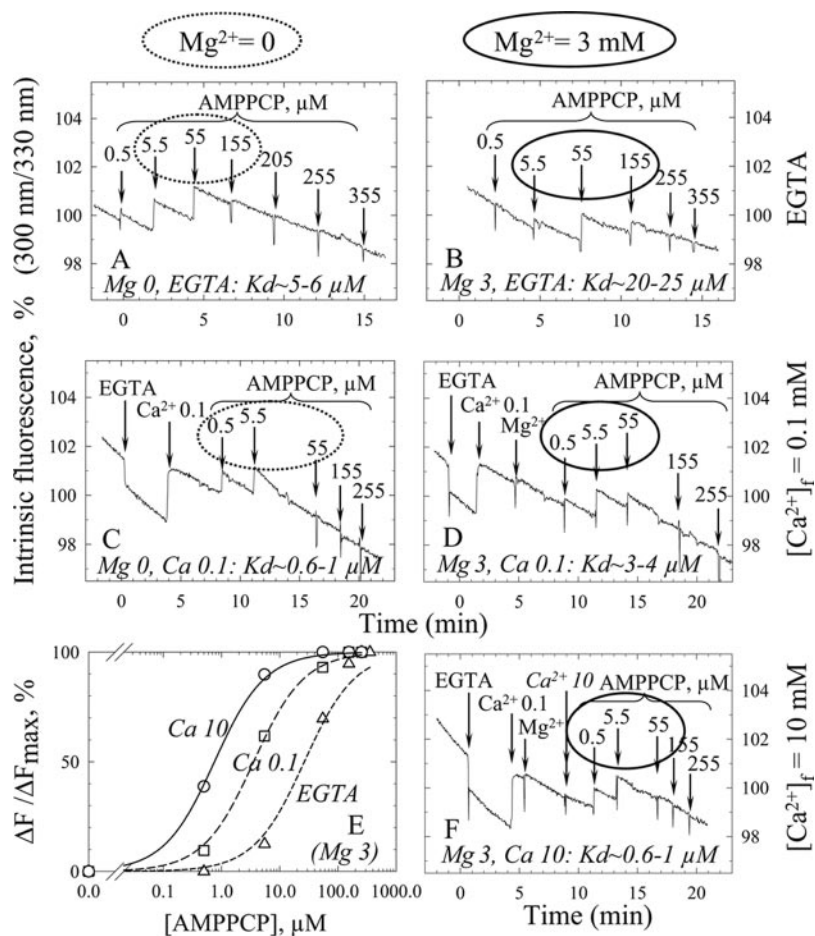 Mg²⁺= 0
Mg²⁺= 3 mM
Intrinsic fluorescence, % (300 nm/330 nm)
AMPPCP, µM
0.5 5.5 55 155 205 255 355
104
102
100
98
A
Mg 0, EGTA: Kd~5-6 µM
0 5 10 15
AMPPCP, µM
0.5 5.5 55 155 255 355
104
102
100
98
EGTA
B
Mg 3, EGTA: Kd~20-25 µM
0 5 10 15
EGTA
Ca²⁺ 0.1
AMPPCP, µM
0.5 5.5 55 155 255
104
102
100
98
C
Mg 0, Ca 0.1: Kd~0.6-1 µM
0 5 10 15 20
EGTA
Ca²⁺ 0.1
Mg²⁺
AMPPCP, µM
0.5 5.5 55 155 255
104
102
100
98
[Ca²⁺]f = 0.1 mM
D
Mg 3, Ca 0.1: Kd~3-4 µM
0 5 10 15 20
Time (min)
ΔF /ΔFmax, %
100
50
0
Ca 10
Ca 0.1
EGTA
E
(Mg 3)
0.0 0.1 1.0 10.0 100.0
[AMPPCP], µM
EGTA
Ca²⁺ 0.1
Mg²⁺
Ca²⁺ 10
AMPPCP, µM
0.5 5.5 55 155 255
104
102
100
98
[Ca²⁺]f = 10 mM
F
Mg 3, Ca 10: Kd~0.6-1 µM
0 5 10 15 20
Time (min)